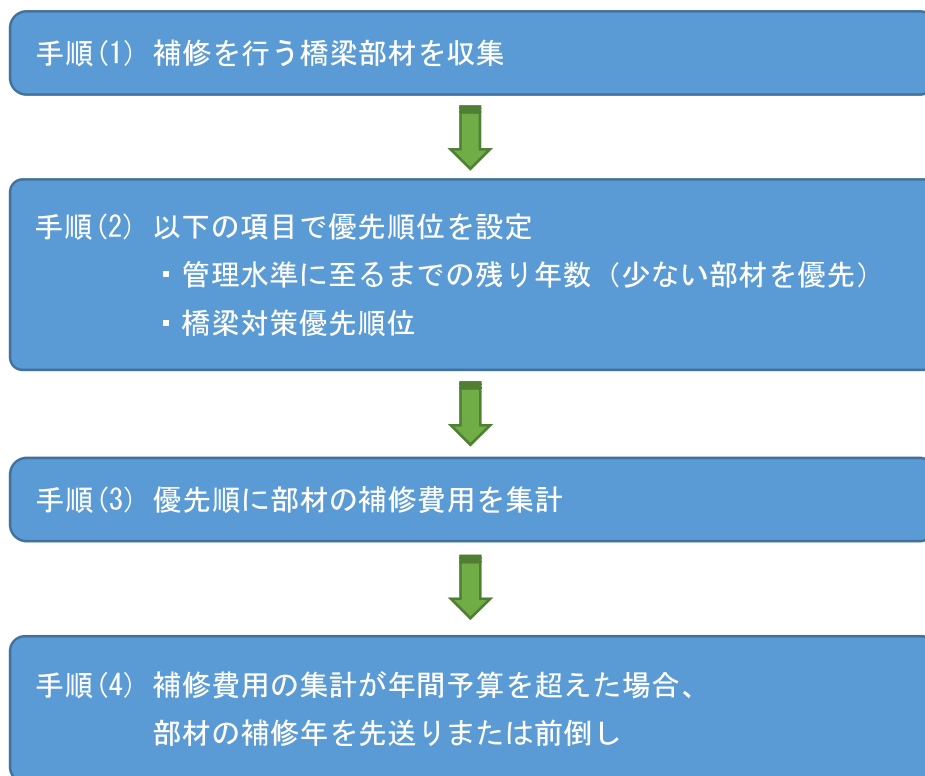 手順(1) 補修を行う橋梁部材を収集
手順(2) 以下の項目で優先順位を設定
・管理水準に至るまでの残り年数（少ない部材を優先）
・橋梁対策優先順位
手順(3) 優先順に部材の補修費用を集計
手順(4) 補修費用の集計が年間予算を超えた場合、
部材の補修年を先送りまたは前倒し